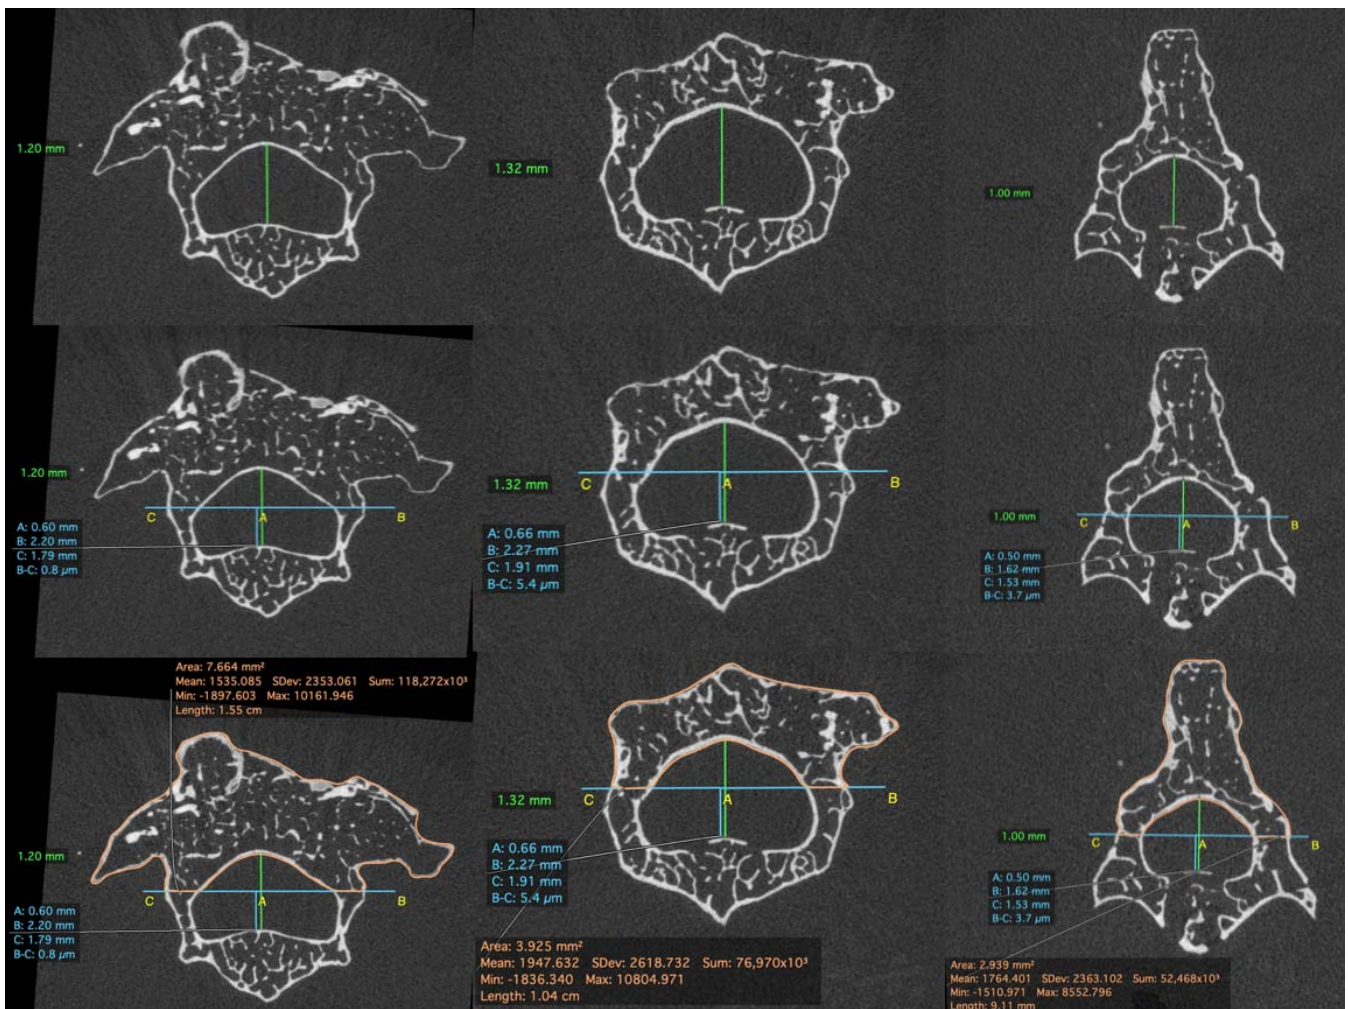 1.20 mm
1.32 mm
1.00 mm
1.20 mm
C A B
A: 0.60 mm
B: 2.20 mm
C: 1.79 mm
B-C: 0.8 µm
1.32 mm
C A B
A: 0.66 mm
B: 2.27 mm
C: 1.91 mm
B-C: 5.4 µm
1.00 mm
C A B
A: 0.50 mm
B: 1.62 mm
C: 1.53 mm
B-C: 3.7 µm
Area: 7.664 mm²
Mean: 1535.085 SDev: 2353.061 Sum: 118,272x10³
Min: -1897.603 Max: 10161.946
Length: 1.55 cm
1.20 mm
C A B
A: 0.60 mm
B: 2.20 mm
C: 1.79 mm
B-C: 0.8 µm
1.32 mm
C A B
A: 0.66 mm
B: 2.27 mm
C: 1.91 mm
B-C: 5.4 µm
Area: 3.925 mm²
Mean: 1947.632 SDev: 2618.732 Sum: 76,970x10³
Min: -1836.340 Max: 10804.971
Length: 1.04 cm
1.00 mm
C A B
A: 0.50 mm
B: 1.62 mm
C: 1.53 mm
B-C: 3.7 µm
Area: 2.939 mm²
Mean: 1764.401 SDev: 2363.102 Sum: 52,468x10³
Min: -1510.971 Max: 8552.796
Length: 9.11 mm